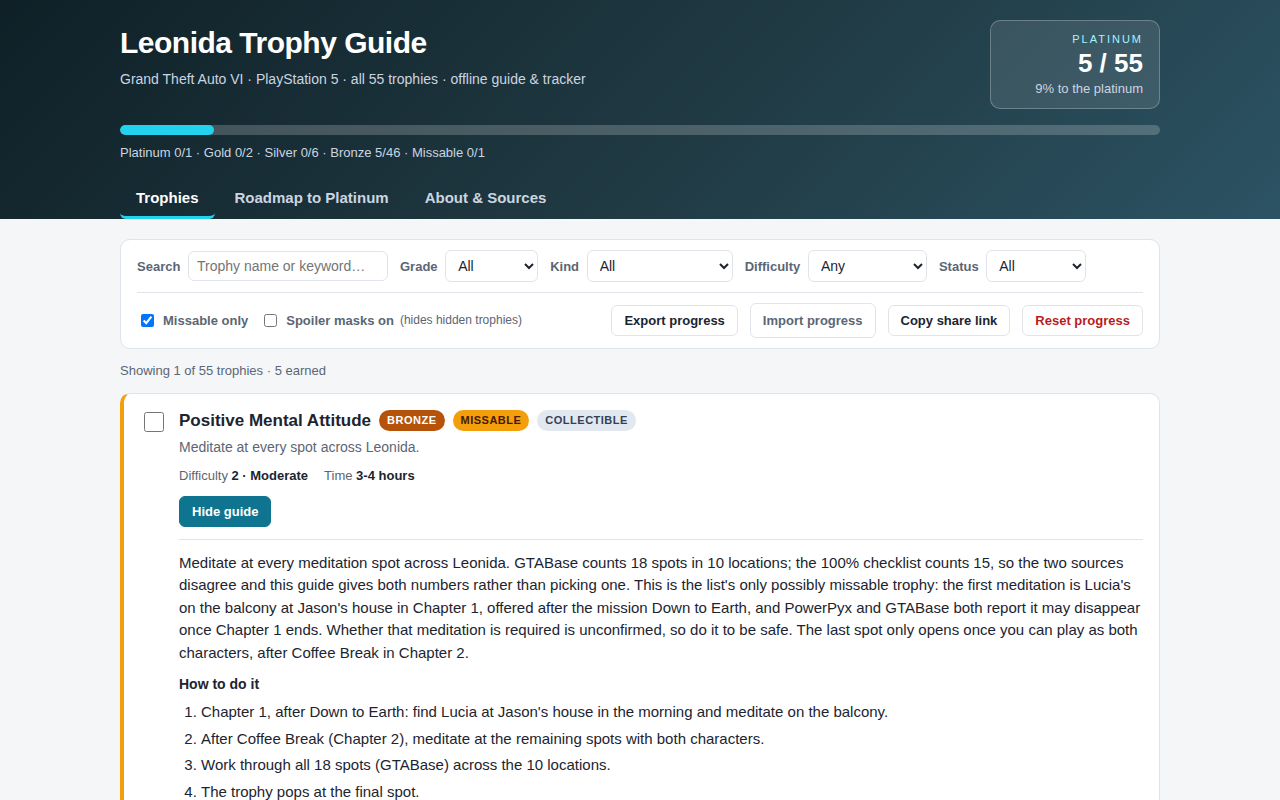 Leonida Trophy Guide
Grand Theft Auto VI · PlayStation 5 · all 55 trophies · offline guide & tracker
PLATINUM
5 / 55
9% to the platinum
Platinum 0/1 · Gold 0/2 · Silver 0/6 · Bronze 5/46 · Missable 0/1
Trophies Roadmap to Platinum About & Sources
Search Trophy name or keyword… Grade All Kind All Difficulty Any Status All
Missable only Spoiler masks on (hides hidden trophies) Export progress Import progress Copy share link Reset progress
Showing 1 of 55 trophies · 5 earned
Positive Mental Attitude BRONZE MISSABLE COLLECTIBLE
Meditate at every spot across Leonida.
Difficulty 2 · Moderate Time 3-4 hours
Hide guide
Meditate at every meditation spot across Leonida. GTABase counts 18 spots in 10 locations; the 100% checklist counts 15, so the two sources
disagree and this guide gives both numbers rather than picking one. This is the list's only possibly missable trophy: the first meditation is Lucia's
on the balcony at Jason's house in Chapter 1, offered after the mission Down to Earth, and PowerPyx and GTABase both report it may disappear
once Chapter 1 ends. Whether that meditation is required is unconfirmed, so do it to be safe. The last spot only opens once you can play as both
characters, after Coffee Break in Chapter 2.
How to do it
1. Chapter 1, after Down to Earth: find Lucia at Jason's house in the morning and meditate on the balcony.
2. After Coffee Break (Chapter 2), meditate at the remaining spots with both characters.
3. Work through all 18 spots (GTABase) across the 10 locations.
4. The trophy pops at the final spot.